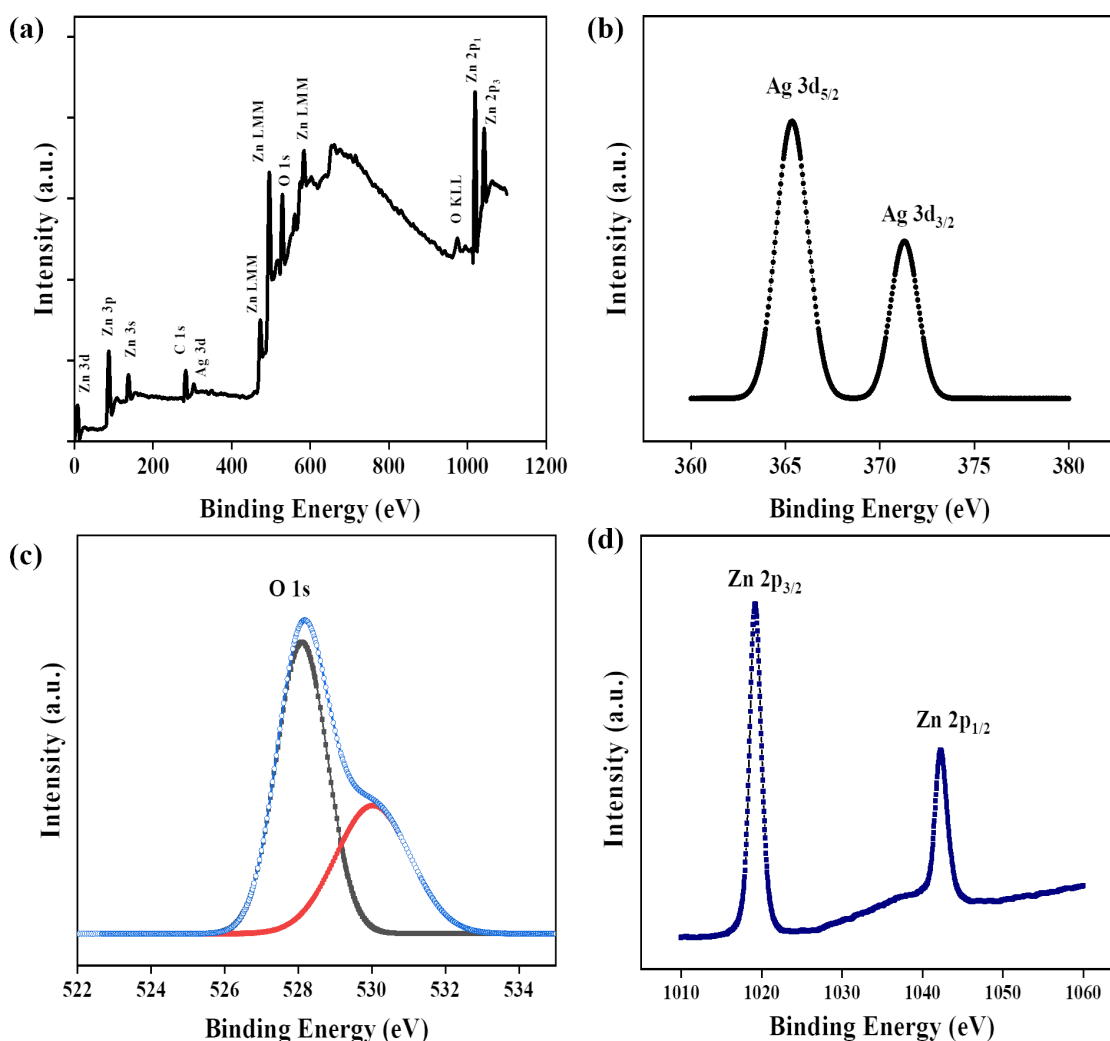 (a)
Intensity (a.u.)
Zn 3d
Zn 3p
Zn 3s
C 1s
Ag 3d
Zn LMM
Zn LMM
O 1s
Zn LMM
O KLL
Zn 2p₁
Zn 2p₃
0 200 400 600 800 1000 1200
Binding Energy (eV)
(b)
Intensity (a.u.)
Ag 3d₅/₂
Ag 3d₃/₂
360 365 370 375 380
Binding Energy (eV)
(c)
Intensity (a.u.)
O 1s
522 524 526 528 530 532 534
Binding Energy (eV)
(d)
Intensity (a.u.)
Zn 2p₃/₂
Zn 2p₁/₂
1010 1020 1030 1040 1050 1060
Binding Energy (eV)